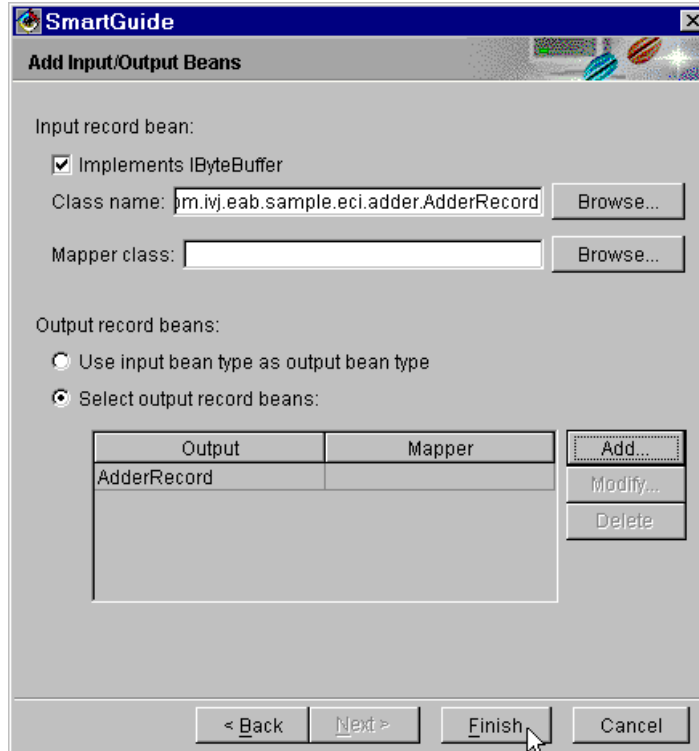 SmartGuide
Add Input/Output Beans
Input record bean:
Implements IByteBuffer
Class name: om.ivj.eab.sample.eci.adder.AdderRecord Browse...
Mapper class: Browse...
Output record beans:
Use input bean type as output bean type
Select output record beans:
Output Mapper Add...
AdderRecord Modify...
Delete
< Back Next > Finish Cancel